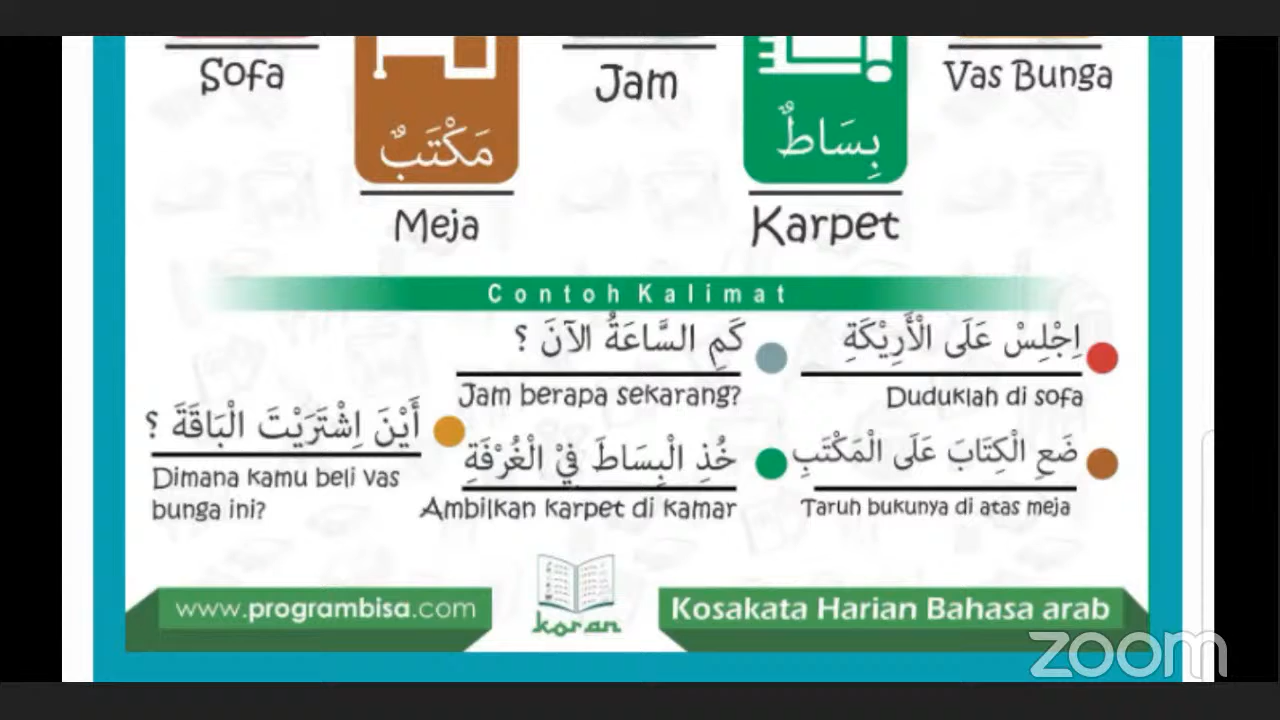 Sofa
Jam
Vas Bunga
مَكْتَبٌ
بِسَاطٌ
Meja
Karpet
Contoh Kalimat
اِجْلِسْ عَلَى الْأَرِيْكَةِ
Duduklah di sofa
كَمِ السَّاعَةُ الآنَ ؟
Jam berapa sekarang?
أَيْنَ اِشْتَرَيْتَ الْبَاقَةَ ؟
Dimana kamu beli vas
bunga ini?
ضَعِ الْكِتَابَ عَلَى الْمَكْتَبِ
Taruh bukunya di atas meja
خُذِ الْبِسَاطَ فِيْ الْغُرْفَةِ
Ambilkan karpet di kamar
www.programbisa.com
koran
Kosakata Harian Bahasa arab
zoom